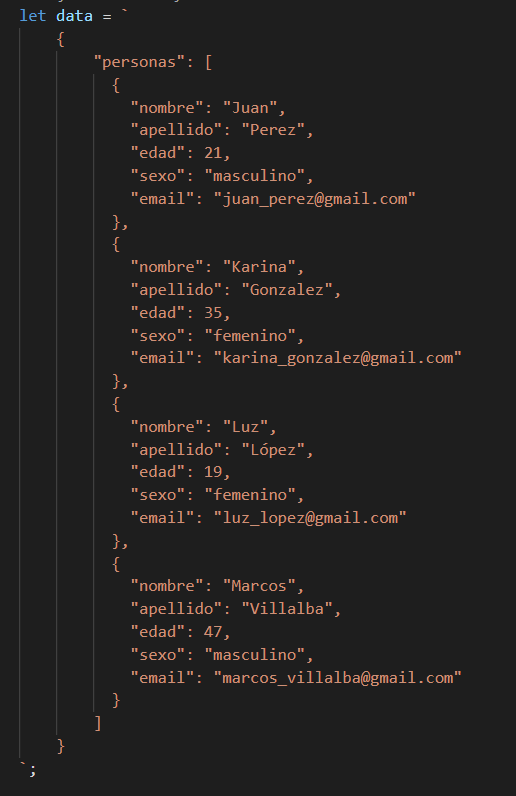 let data = `
{
"personas": [
{
"nombre": "Juan",
"apellido": "Perez",
"edad": 21,
"sexo": "masculino",
"email": "juan_perez@gmail.com"
},
{
"nombre": "Karina",
"apellido": "Gonzalez",
"edad": 35,
"sexo": "femenino",
"email": "karina_gonzalez@gmail.com"
},
{
"nombre": "Luz",
"apellido": "López",
"edad": 19,
"sexo": "femenino",
"email": "luz_lopez@gmail.com"
},
{
"nombre": "Marcos",
"apellido": "Villalba",
"edad": 47,
"sexo": "masculino",
"email": "marcos_villalba@gmail.com"
}
]
}
`;